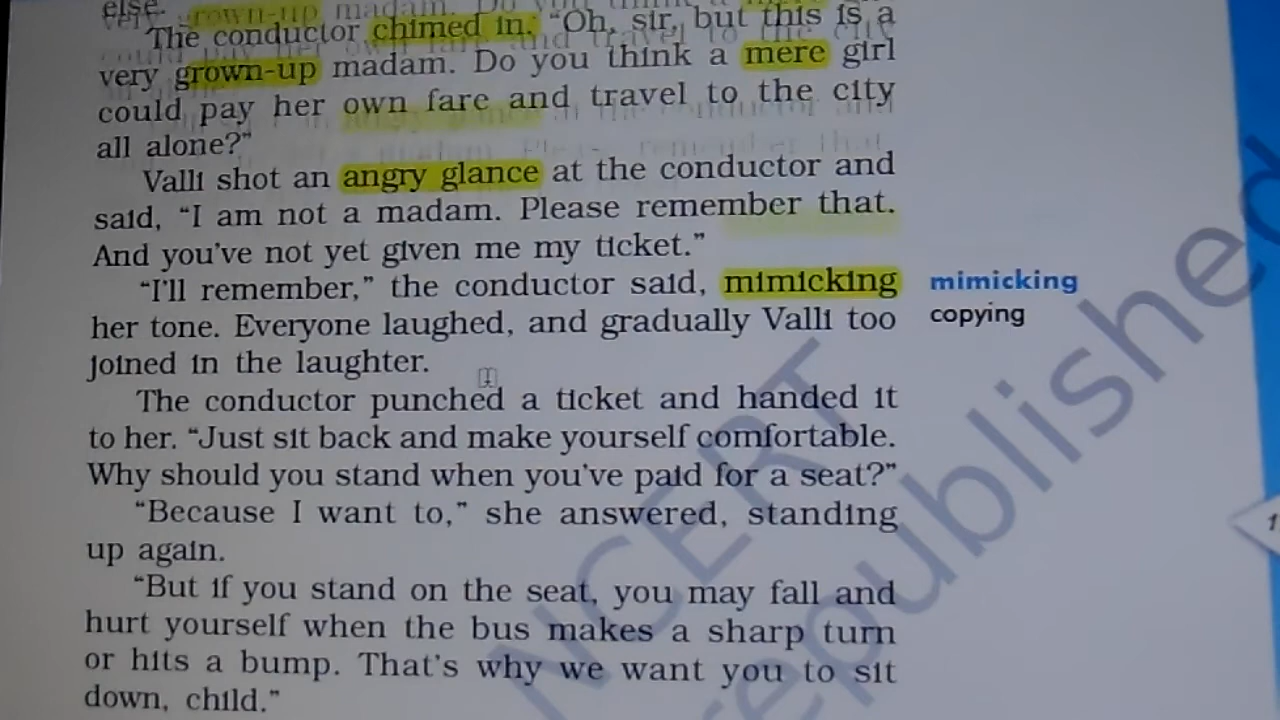 else.
The conductor chimed in. “Oh, sir, but this is a
very grown-up madam. Do you think a mere girl
could pay her own fare and travel to the city
all alone?”
Valli shot an angry glance at the conductor and
said, “I am not a madam. Please remember that.
And you’ve not yet given me my ticket.”
“I’ll remember,” the conductor said, mimicking
her tone. Everyone laughed, and gradually Valli too
joined in the laughter.
mimicking
copying
The conductor punched a ticket and handed it
to her. “Just sit back and make yourself comfortable.
Why should you stand when you’ve paid for a seat?”
“Because I want to,” she answered, standing
up again.
“But if you stand on the seat, you may fall and
hurt yourself when the bus makes a sharp turn
or hits a bump. That’s why we want you to sit
down, child.”
NCERT
republished
1